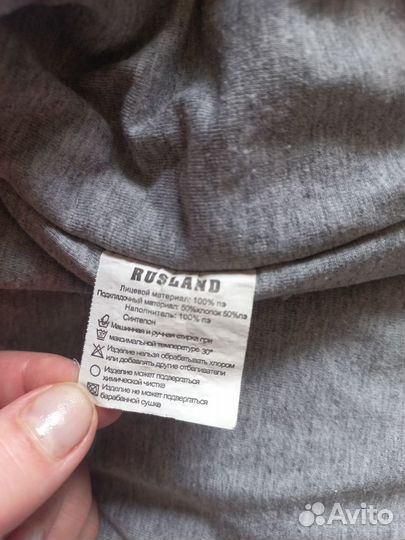 RUSLAND
Лицевой материал: 100% пэ
Подкладочный материал: 50%хлопок 50%пэ
Наполнитель: 100% пэ
Синтепон
Машинная и ручная стирка при
максимальной температуре 30°
Изделие нельзя обрабатывать хлором
или добавлять другие отбеливатели
Изделие может подвергаться
химической чистке
Изделие не может подвергаться
барабанной сушке
Avito